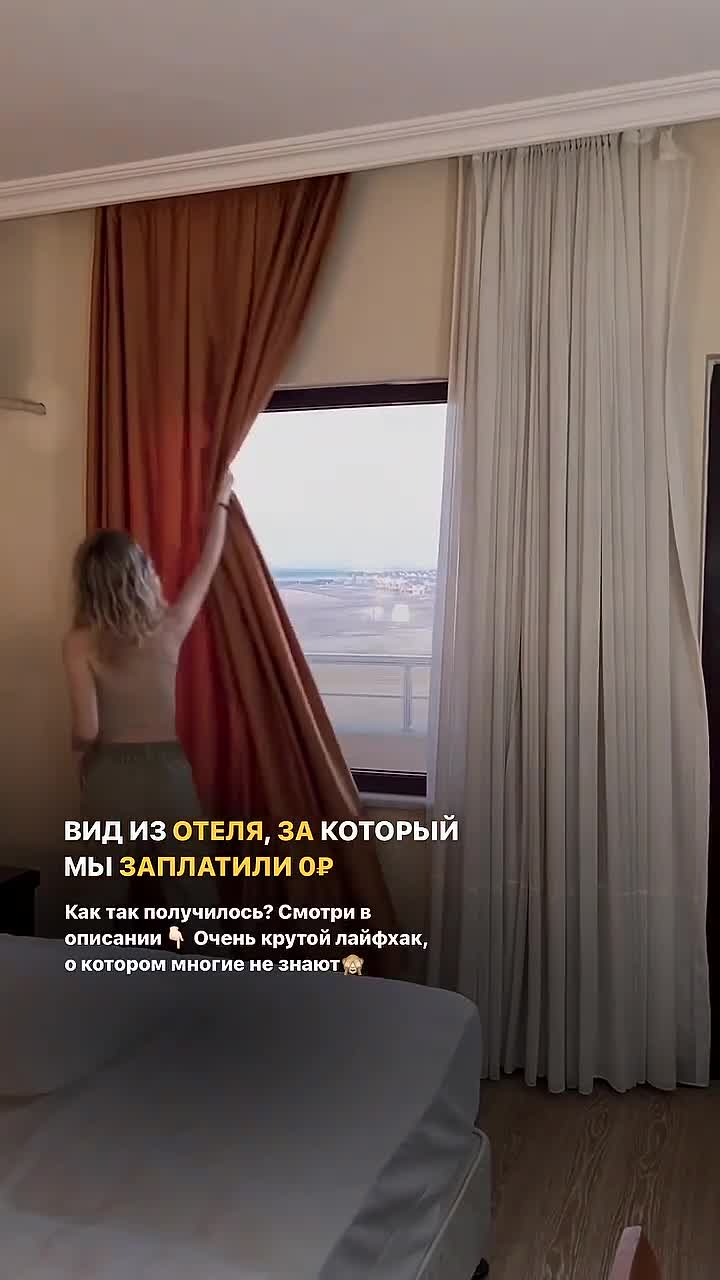 ВИД ИЗ ОТЕЛЯ, ЗА КОТОРЫЙ
МЫ ЗАПЛАТИЛИ 0₽
Как так получилось? Смотри в
описании👇🏻 Очень крутой лайфхак,
о котором многие не знают🙈